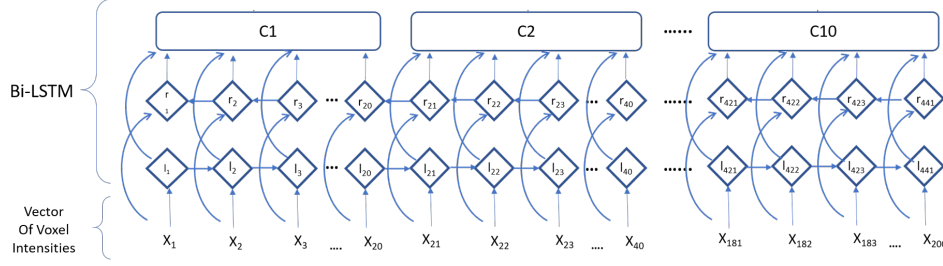 C1 C2 ...... C10
Bi-LSTM
r1 r2 r3 ... r20 r21 r22 r23 ... r40 ...... r421 r422 r423 r441
l1 l2 l3 ... l20 l21 l22 l23 ... l40 ...... l421 l422 l423 l441
Vector
Of Voxel
Intensities
X1 X2 X3 .... X20 X21 X22 X23 .... X40 X181 X182 X183 .... X200